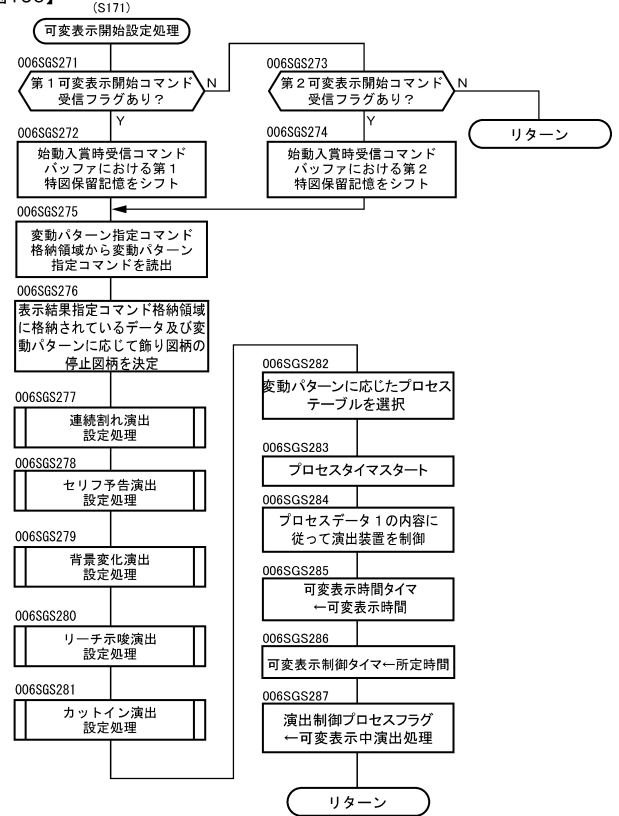 (S171)
可変表示開始設定処理
006SGS271
第1可変表示開始コマンド
受信フラグあり？
N
Y
006SGS272
始動入賞時受信コマンド
バッファにおける第1
特図保留記憶をシフト
006SGS273
第2可変表示開始コマンド
受信フラグあり？
N
Y
リターン
006SGS274
始動入賞時受信コマンド
バッファにおける第2
特図保留記憶をシフト
006SGS275
変動パターン指定コマンド
格納領域から変動パターン
指定コマンドを読出
006SGS276
表示結果指定コマンド格納領域
に格納されているデータ及び変
動パターンに応じて飾り図柄の
停止図柄を決定
006SGS277
連続割れ演出
設定処理
006SGS278
セリフ予告演出
設定処理
006SGS279
背景変化演出
設定処理
006SGS280
リーチ示唆演出
設定処理
006SGS281
カットイン演出
設定処理
006SGS282
変動パターンに応じたプロセス
テーブルを選択
006SGS283
プロセスタイマスタート
006SGS284
プロセスデータ1の内容に
従って演出装置を制御
006SGS285
可変表示時間タイマ
←可変表示時間
006SGS286
可変表示制御タイマ←所定時間
006SGS287
演出制御プロセスフラグ
←可変表示中演出処理
リターン